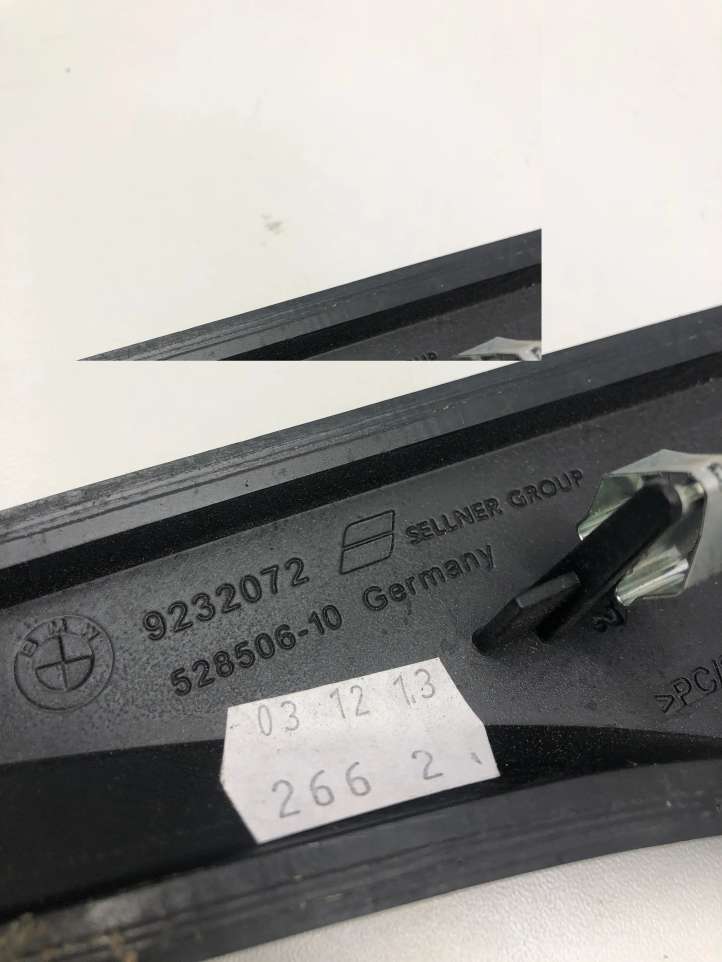 BMW
9232072
SELLNER GROUP
528506-10 Germany
>PC/
03 12 13
266 2